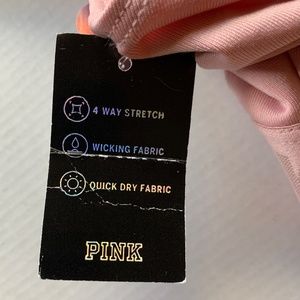 4 WAY STRETCH
WICKING FABRIC
QUICK DRY FABRIC
PINK